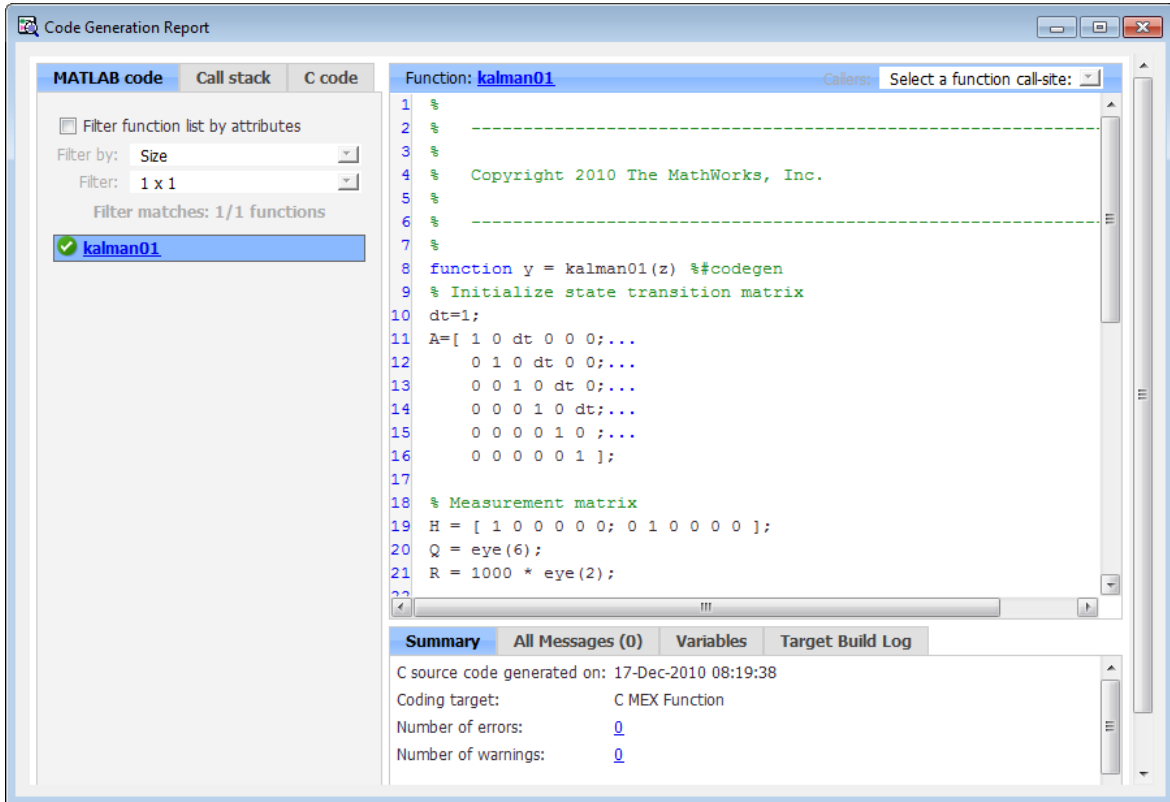 Code Generation Report
MATLAB code Call stack C code
Filter function list by attributes
Filter by: Size
Filter: 1 x 1
Filter matches: 1/1 functions
kalman01
Function: kalman01 Callers: Select a function call-site:
1 %
2 % -------------------------------------------------------------
3 %
4 % Copyright 2010 The MathWorks, Inc.
5 %
6 % -------------------------------------------------------------
7 %
8 function y = kalman01(z) %#codegen
9 % Initialize state transition matrix
10 dt=1;
11 A=[ 1 0 dt 0 0 0;...
12 0 1 0 dt 0 0;...
13 0 0 1 0 dt 0;...
14 0 0 0 1 0 dt;...
15 0 0 0 0 1 0 ;...
16 0 0 0 0 0 1 ];
17
18 % Measurement matrix
19 H = [ 1 0 0 0 0 0; 0 1 0 0 0 0 ];
20 Q = eye(6);
21 R = 1000 * eye(2);
22
Summary All Messages (0) Variables Target Build Log
C source code generated on: 17-Dec-2010 08:19:38
Coding target: C MEX Function
Number of errors: 0
Number of warnings: 0